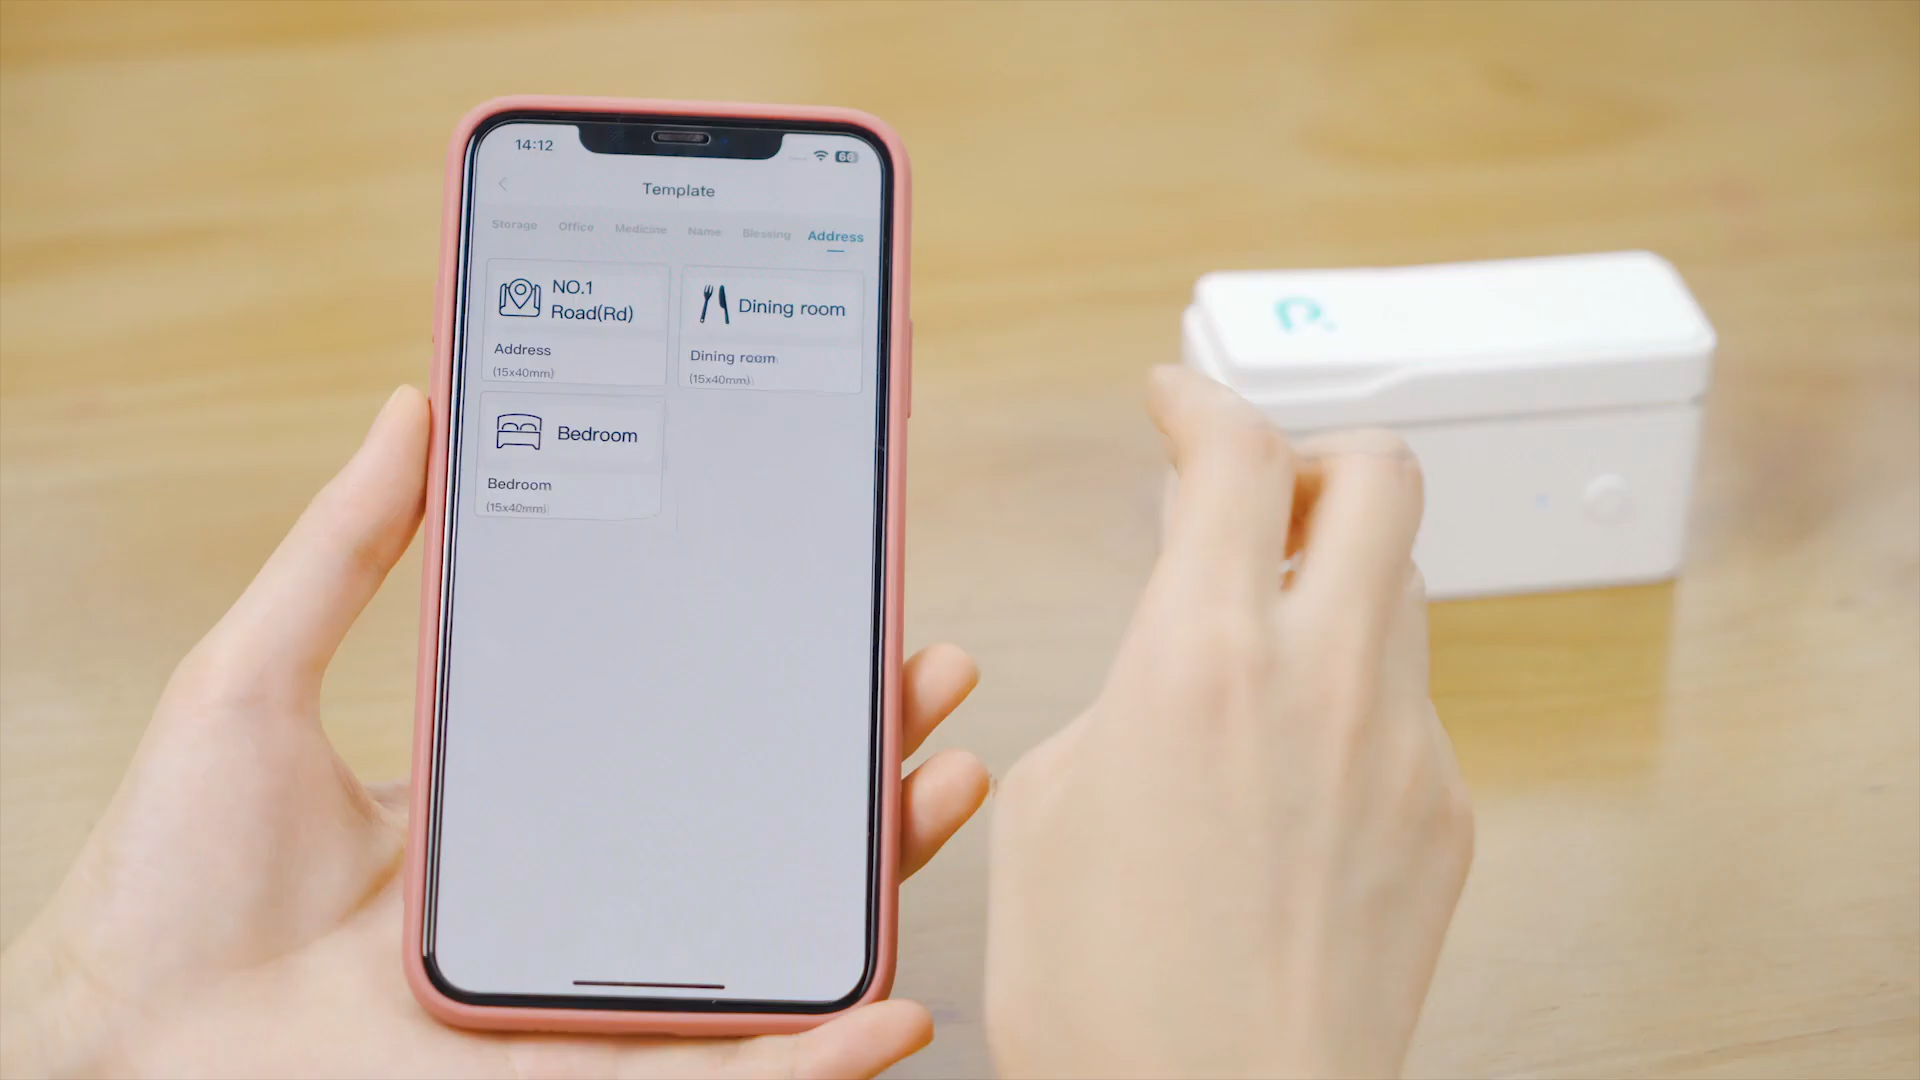 14:12
66
Template
Storage Office Medicine Name Blessing Address
NO.1
Road(Rd)
Address
(15x40mm)
Dining room
Dining room
(15x40mm)
Bedroom
Bedroom
(15x40mm)